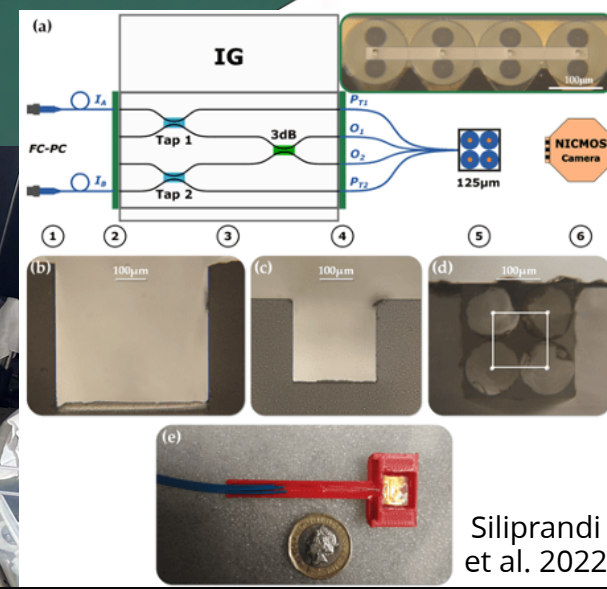 (a)
IG
100μm
I_A
P_T1
3dB
O_1
FC-PC
Tap 1
O_2
NICMOS
Camera
I_B
Tap 2
P_T2
125μm
1 2 3 4 5 6
(b) 100μm
(c) 100μm
(d) 100μm
(e)
Siliprandi
et al. 2022